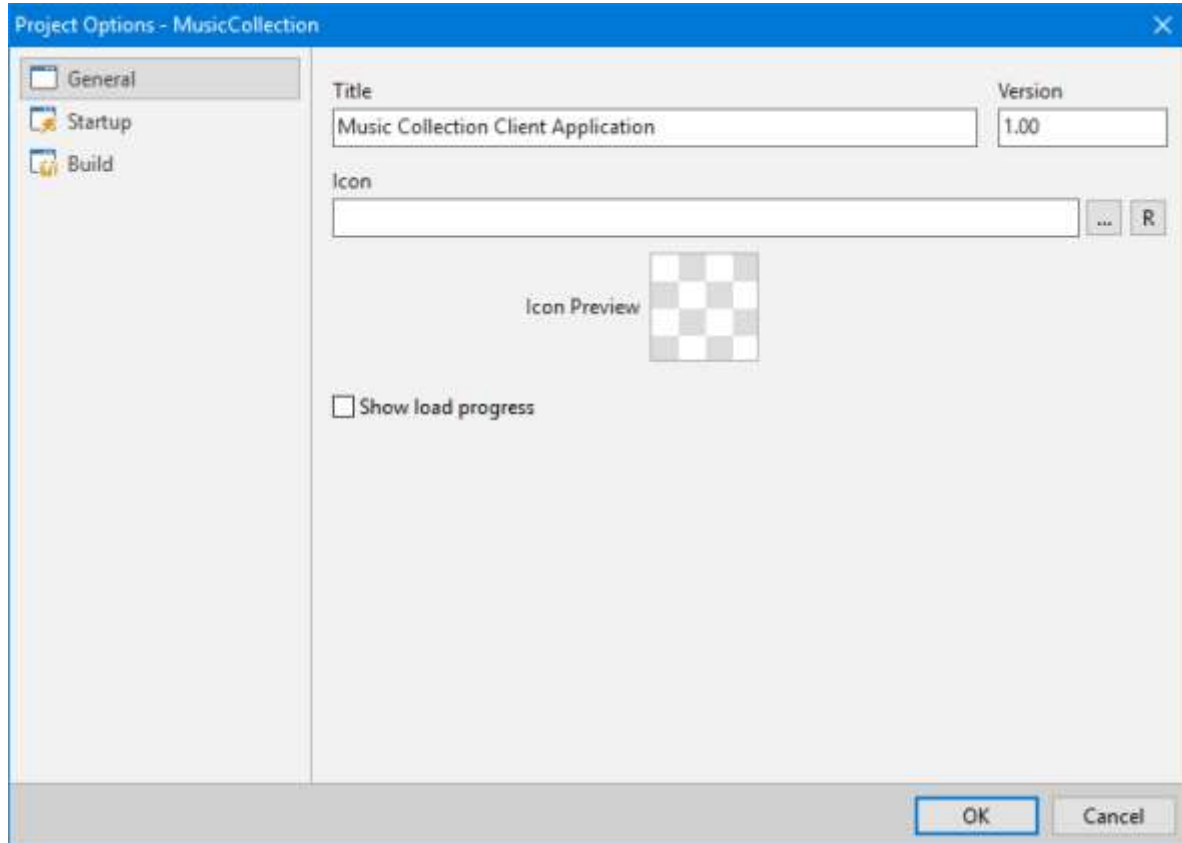 Project Options - MusicCollection
General
Startup
Build
Title
Version
Music Collection Client Application
1.00
Icon
...
R
Icon Preview
Show load progress
OK
Cancel